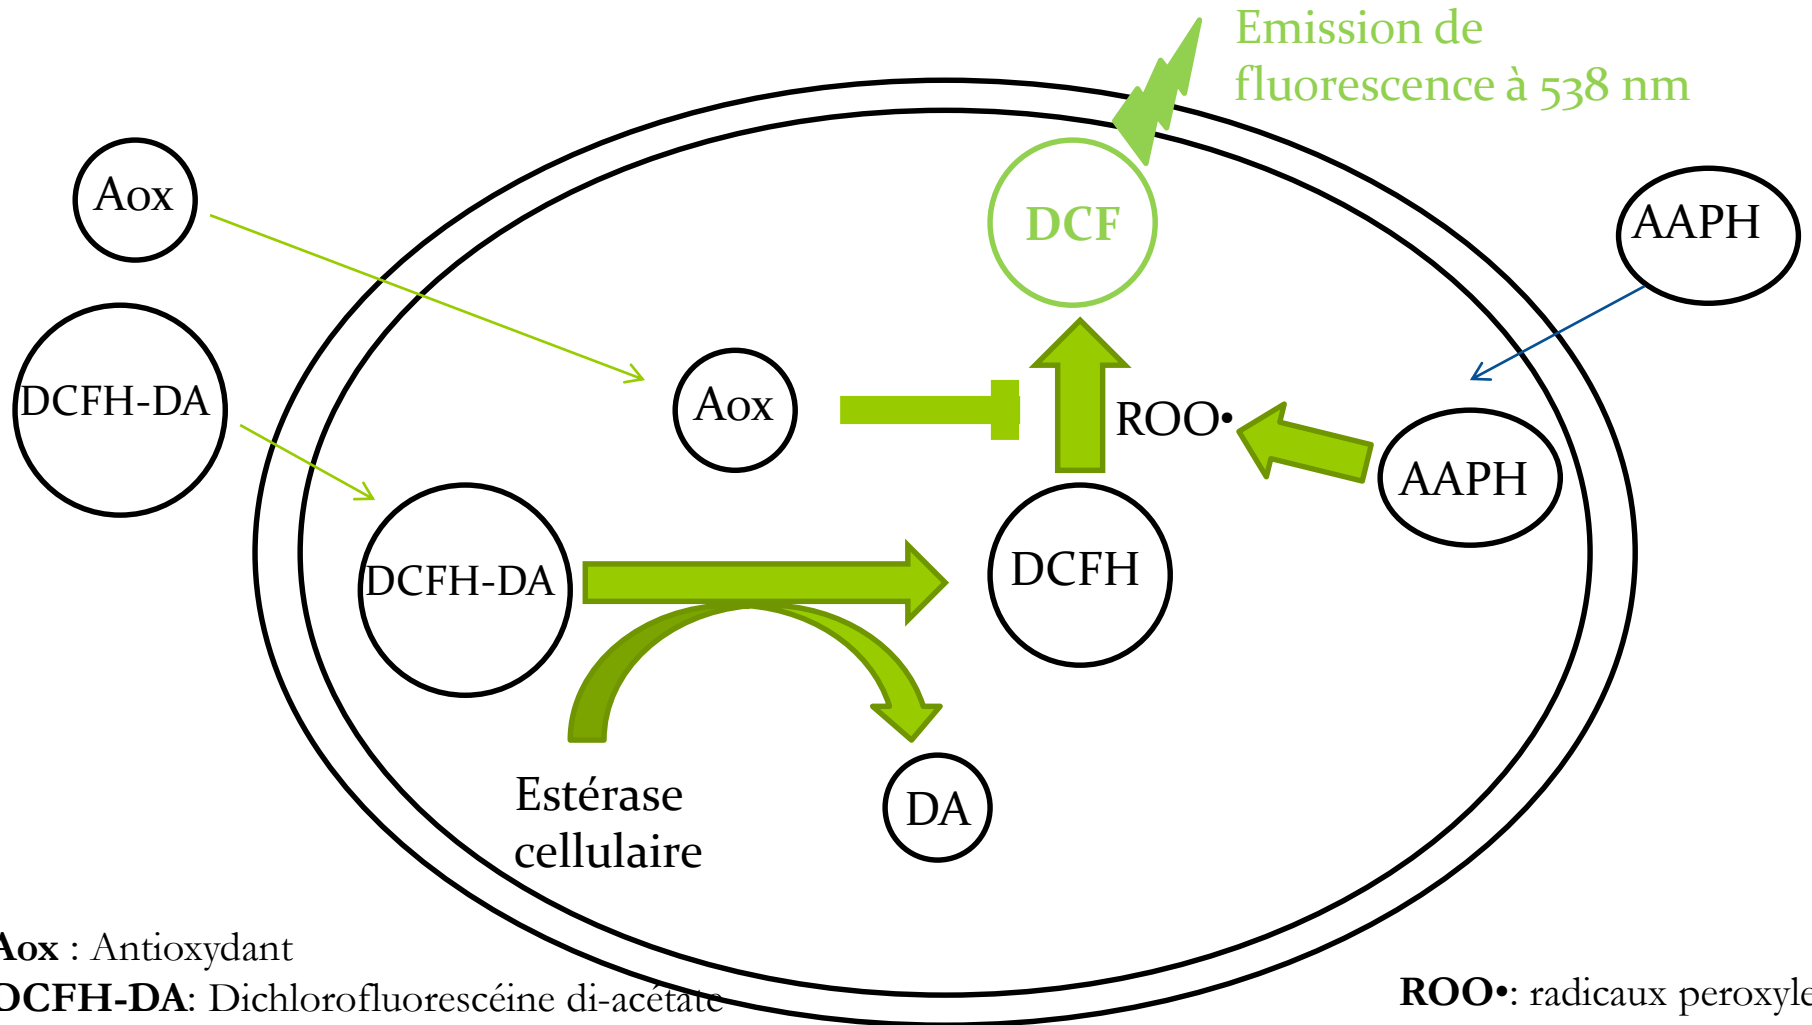 Emission de
fluorescence à 538 nm
Aox
AAPH
DCF
DCFH-DA
Aox
ROO•
AAPH
DCFH-DA
DCFH
Estérase
cellulaire
DA
Aox : Antioxydant
DCFH-DA: Dichlorofluorescéine di-acétate
ROO•: radicaux peroxyle